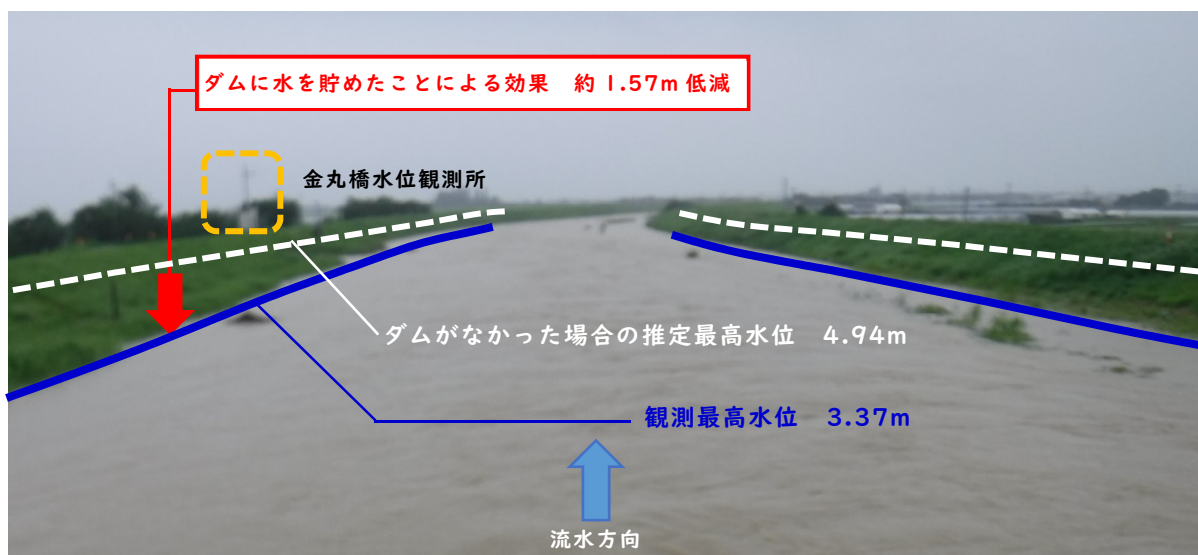 ダムに水を貯めたことによる効果　約1.57m低減
金丸橋水位観測所
ダムがなかった場合の推定最高水位　4.94m
観測最高水位　3.37m
流水方向